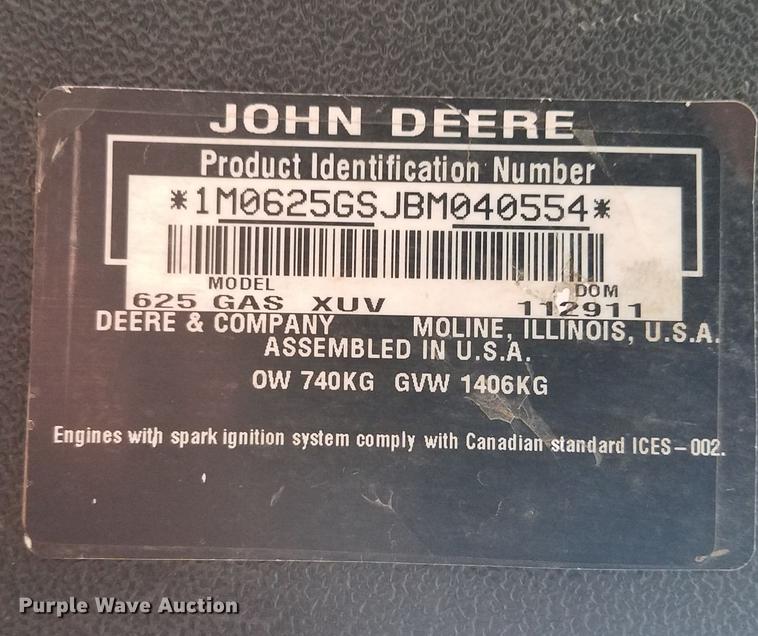 JOHN DEERE
Product Identification Number
*1M0625GSJBM040554*
MODEL DOM
625 GAS XUV 112911
DEERE & COMPANY MOLINE, ILLINOIS, U.S.A.
ASSEMBLED IN U.S.A.
OW 740KG GVW 1406KG
Engines with spark ignition system comply with Canadian standard ICES-002.
Purple Wave Auction